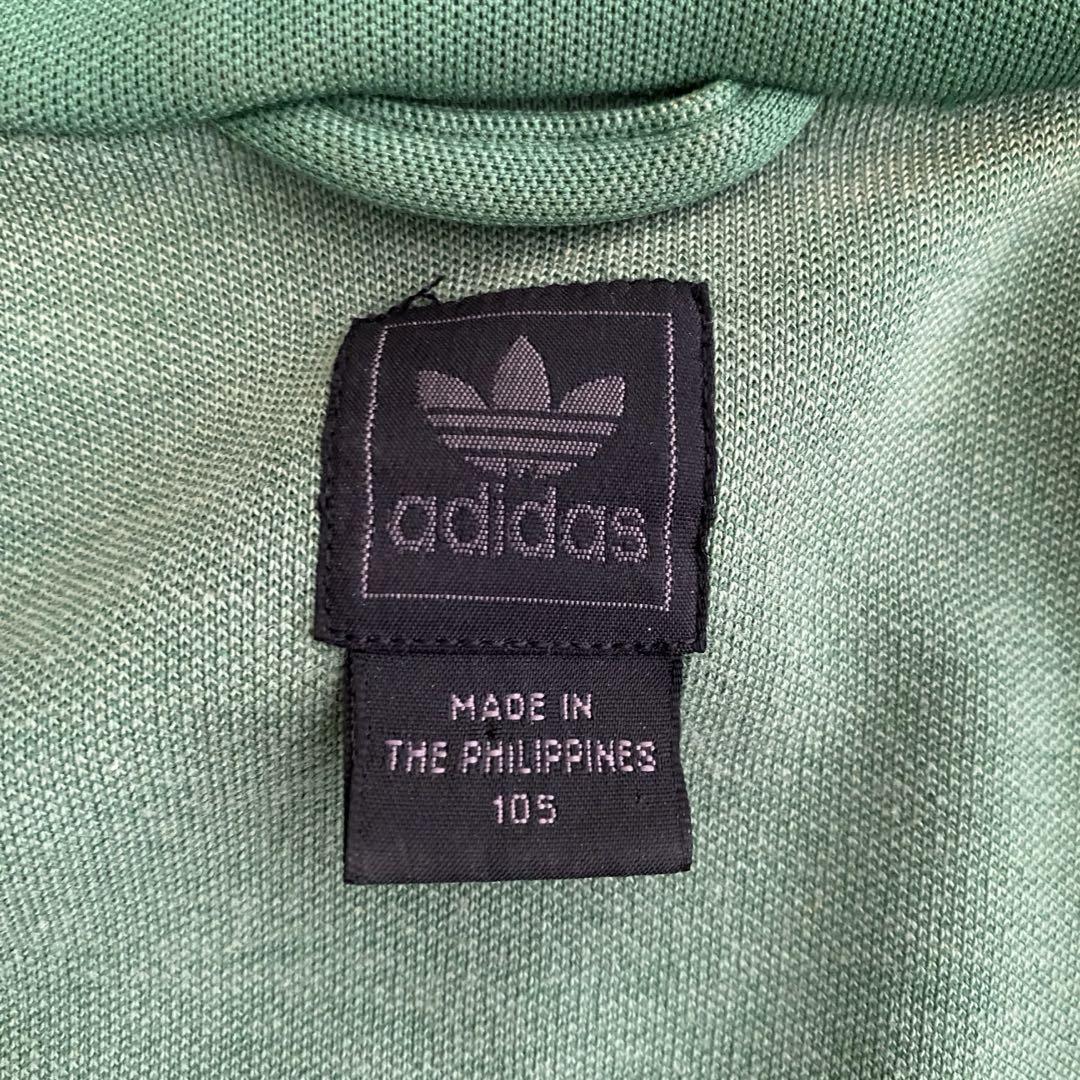 adidas
MADE IN
THE PHILIPPINES
105